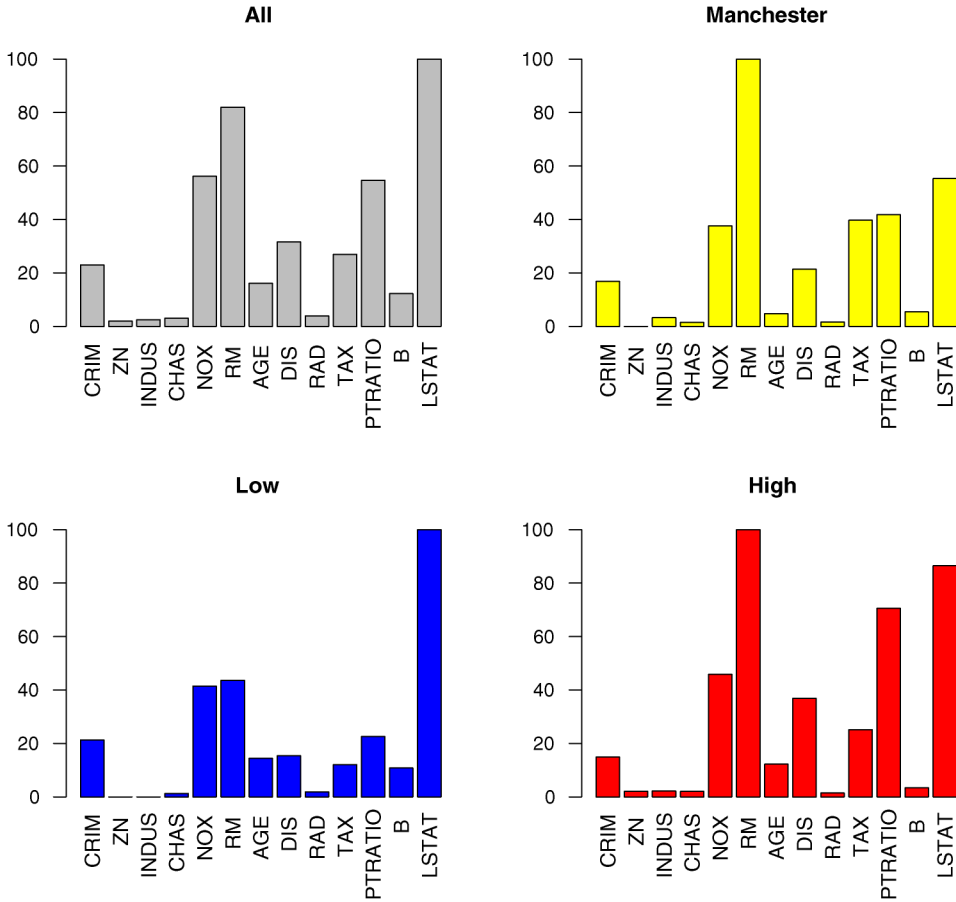 All
100
80
60
40
20
0
CRIM
ZN
INDUS
CHAS
NOX
RM
AGE
DIS
RAD
TAX
PTRATIO
B
LSTAT
Manchester
100
80
60
40
20
0
CRIM
ZN
INDUS
CHAS
NOX
RM
AGE
DIS
RAD
TAX
PTRATIO
B
LSTAT
Low
100
80
60
40
20
0
CRIM
ZN
INDUS
CHAS
NOX
RM
AGE
DIS
RAD
TAX
PTRATIO
B
LSTAT
High
100
80
60
40
20
0
CRIM
ZN
INDUS
CHAS
NOX
RM
AGE
DIS
RAD
TAX
PTRATIO
B
LSTAT